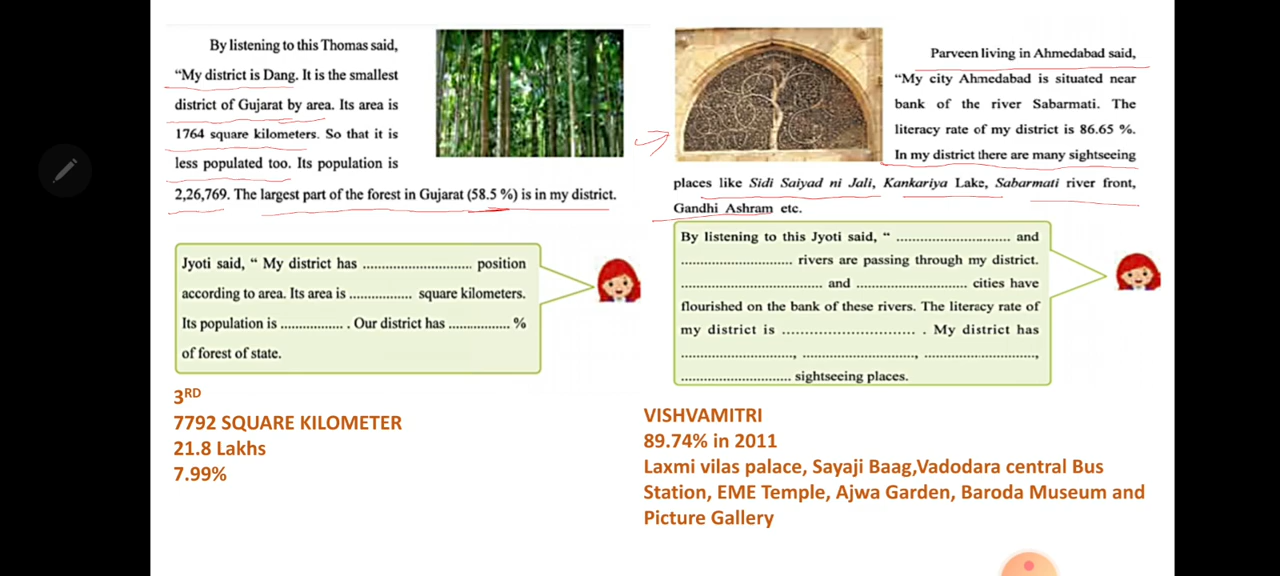 By listening to this Thomas said,
“My district is Dang. It is the smallest
district of Gujarat by area. Its area is
1764 square kilometers. So that it is
less populated too. Its population is
2,26,769. The largest part of the forest in Gujarat (58.5 %) is in my district.
Jyoti said, “ My district has ............................ position
according to area. Its area is ................ square kilometers.
Its population is ................ . Our district has ............... %
of forest of state.
3RD
7792 SQUARE KILOMETER
21.8 Lakhs
7.99%
Parveen living in Ahmedabad said,
“My city Ahmedabad is situated near
bank of the river Sabarmati. The
literacy rate of my district is 86.65 %.
In my district there are many sightseeing
places like Sidi Saiyad ni Jali, Kankariya Lake, Sabarmati river front,
Gandhi Ashram etc.
By listening to this Jyoti said, “ ............................ and
............................ rivers are passing through my district.
................................... and ........................... cities have
flourished on the bank of these rivers. The literacy rate of
my district is ................................. . My district has
............................, ............................, ............................,
............................ sightseeing places.
VISHVAMITRI
89.74% in 2011
Laxmi vilas palace, Sayaji Baag,Vadodara central Bus
Station, EME Temple, Ajwa Garden, Baroda Museum and
Picture Gallery